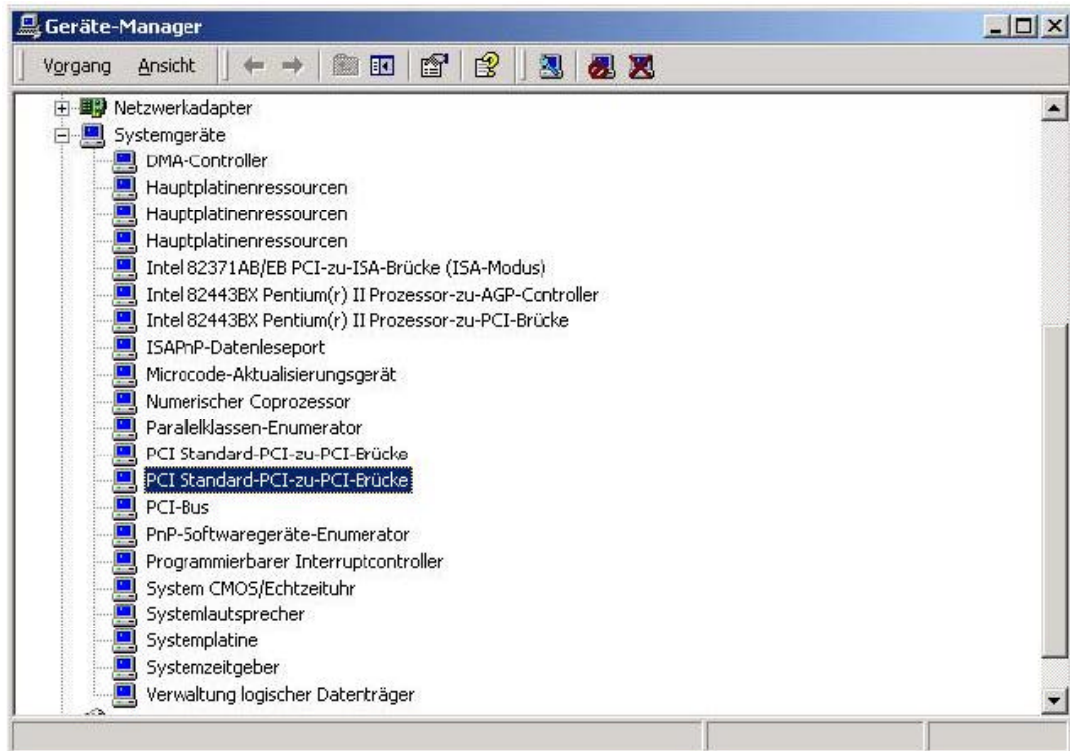 Geräte-Manager
Vorgang Ansicht
Netzwerkadapter
Systemgeräte
DMA-Controller
Hauptplatinenressourcen
Hauptplatinenressourcen
Hauptplatinenressourcen
Intel 82371AB/EB PCI-zu-ISA-Brücke (ISA-Modus)
Intel 82443BX Pentium(r) II Prozessor-zu-AGP-Controller
Intel 82443BX Pentium(r) II Prozessor-zu-PCI-Brücke
ISAPnP-Datenleseport
Microcode-Aktualisierungsgerät
Numerischer Coprozessor
Parallelklassen-Enumerator
PCI Standard-PCI-zu-PCI-Brücke
PCI Standard-PCI-zu-PCI-Brücke
PCI-Bus
PnP-Softwaregeräte-Enumerator
Programmierbarer Interruptcontroller
System CMOS/Echtzeituhr
Systemlautsprecher
Systemplatine
Systemzeitgeber
Verwaltung logischer Datenträger